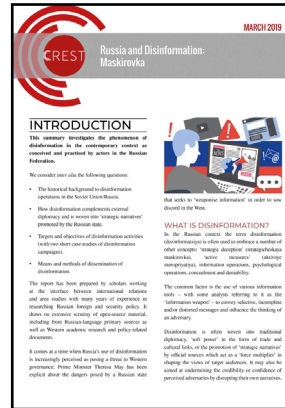 MARCH 2019
CREST
Russia and Disinformation:
Maskirovka
INTRODUCTION
This summary investigates the phenomenon of
disinformation in the contemporary context as
conceived and practised by actors in the Russian
Federation.
We consider inter alia the following questions:
• The historical background to disinformation
operations in the Soviet Union/Russia.
• How disinformation complements external
diplomacy and is woven into ‘strategic narratives’
promoted by the Russian state.
• Targets and objectives of disinformation activities
(with two short case studies of disinformation
campaigns).
• Means and methods of dissemination of
disinformation.
The report has been prepared by scholars working
at the interface between international relations
and area studies with many years of experience in
researching Russian foreign and security policy. It
draws on extensive scrutiny of open-source material,
including from Russian-language primary sources as
well as Western academic research and policy-related
documents.
It comes at a time when Russia's use of disinformation
is increasingly perceived as posing a threat to Western
governments; Prime Minister Theresa May has been
explicit about the dangers posed by a Russian state
that seeks to ‘weaponise information’ in order to sow
discord in the West.
WHAT IS DISINFORMATION?
In the Russian context the term disinformation
(dezinformatsiya) is often used to embrace a number of
other concepts: ‘strategic deception’ (strategicheskaya
maskirovka), ‘active measures’ (aktivnye
meropriyatiya), information operations, psychological
operations, concealment and deniability.
The common factor is the use of various information
tools - with some analysts referring to it as the
‘information weapon’ - to convey selective, incomplete
and/or distorted messages and influence the thinking of
an adversary.
Disinformation is often woven into traditional
diplomacy, ‘soft power’ in the form of trade and
cultural links, or the promotion of ‘strategic narratives’
by official sources which act as a ‘force multiplier’ in
shaping the views of target audiences. It may also be
aimed at undermining the credibility or confidence of
perceived adversaries by disrupting their own narratives.